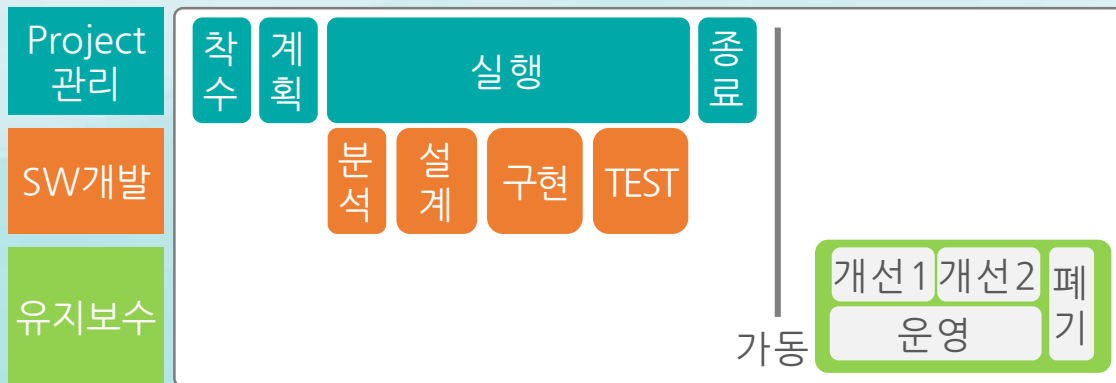 Project
관리
착
수
계
획
실행
종
료
SW개발
분
석
설
계
구현
TEST
유지보수
가동
개선1
개선2
운영
폐
기